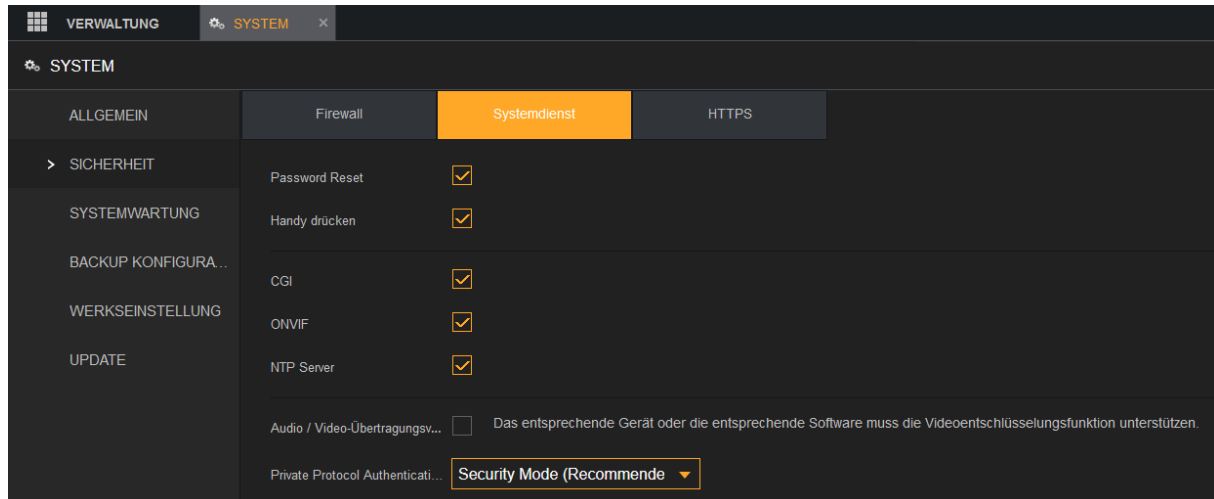 VERWALTUNG
SYSTEM ×
SYSTEM
ALLGEMEIN
SICHERHEIT
SYSTEMWARTUNG
BACKUP KONFIGURA...
WERKSEINSTELLUNG
UPDATE
Firewall
Systemdienst
HTTPS
Password Reset
Handy drücken
CGI
ONVIF
NTP Server
Audio / Video-Übertragungsv... Das entsprechende Gerät oder die entsprechende Software muss die Videoentschlüsselungsfunktion unterstützen.
Private Protocol Authenticati... Security Mode (Recommende